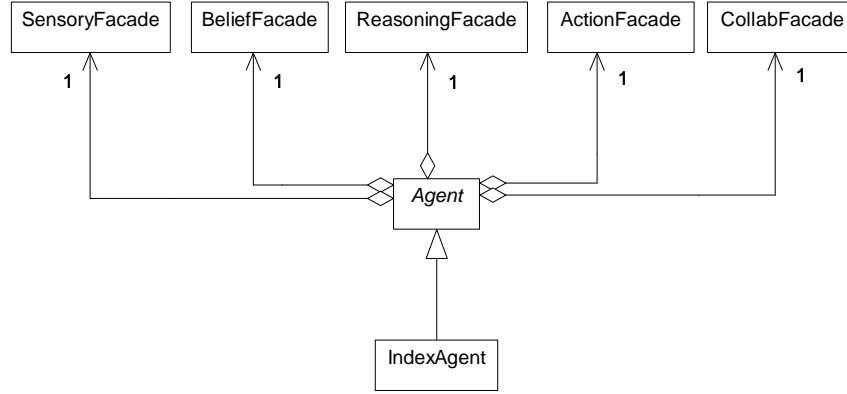 SensoryFacade
BeliefFacade
ReasoningFacade
ActionFacade
CollabFacade
1
1
1
1
1
Agent
IndexAgent